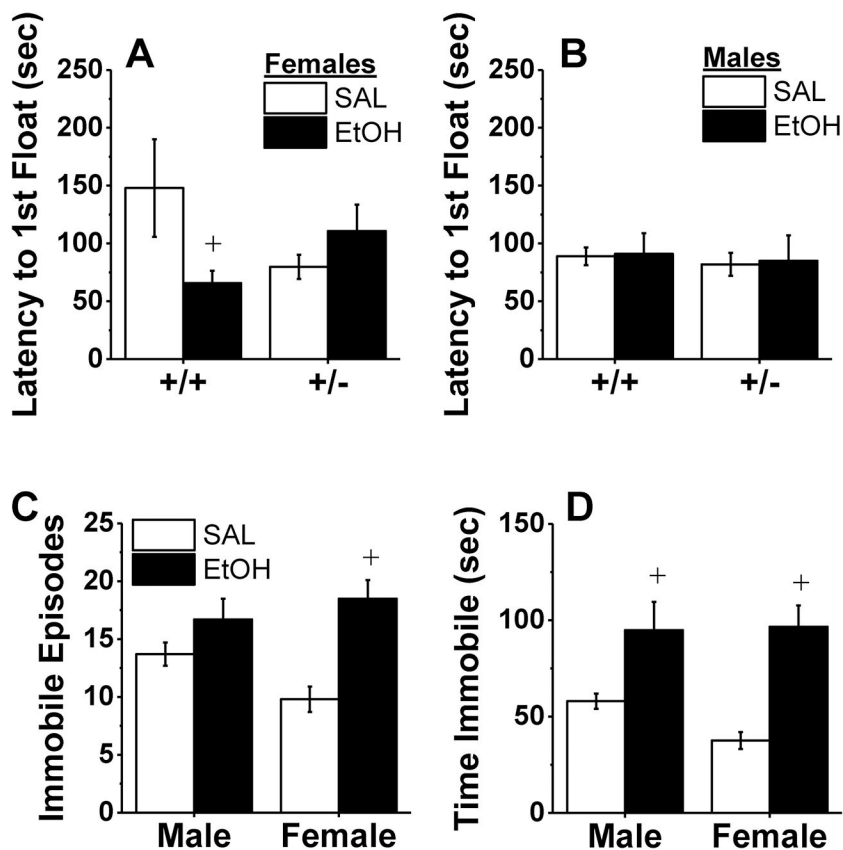 A
Latency to 1st Float (sec)
250
200
150
100
50
0
Females
SAL
EtOH
+
+/+
+/-
B
Latency to 1st Float (sec)
250
200
150
100
50
0
Males
SAL
EtOH
+/+
+/-
C
Immobile Episodes
25
20
15
10
5
0
SAL
EtOH
+
Male
Female
D
Time Immobile (sec)
150
100
50
0
+
+
Male
Female